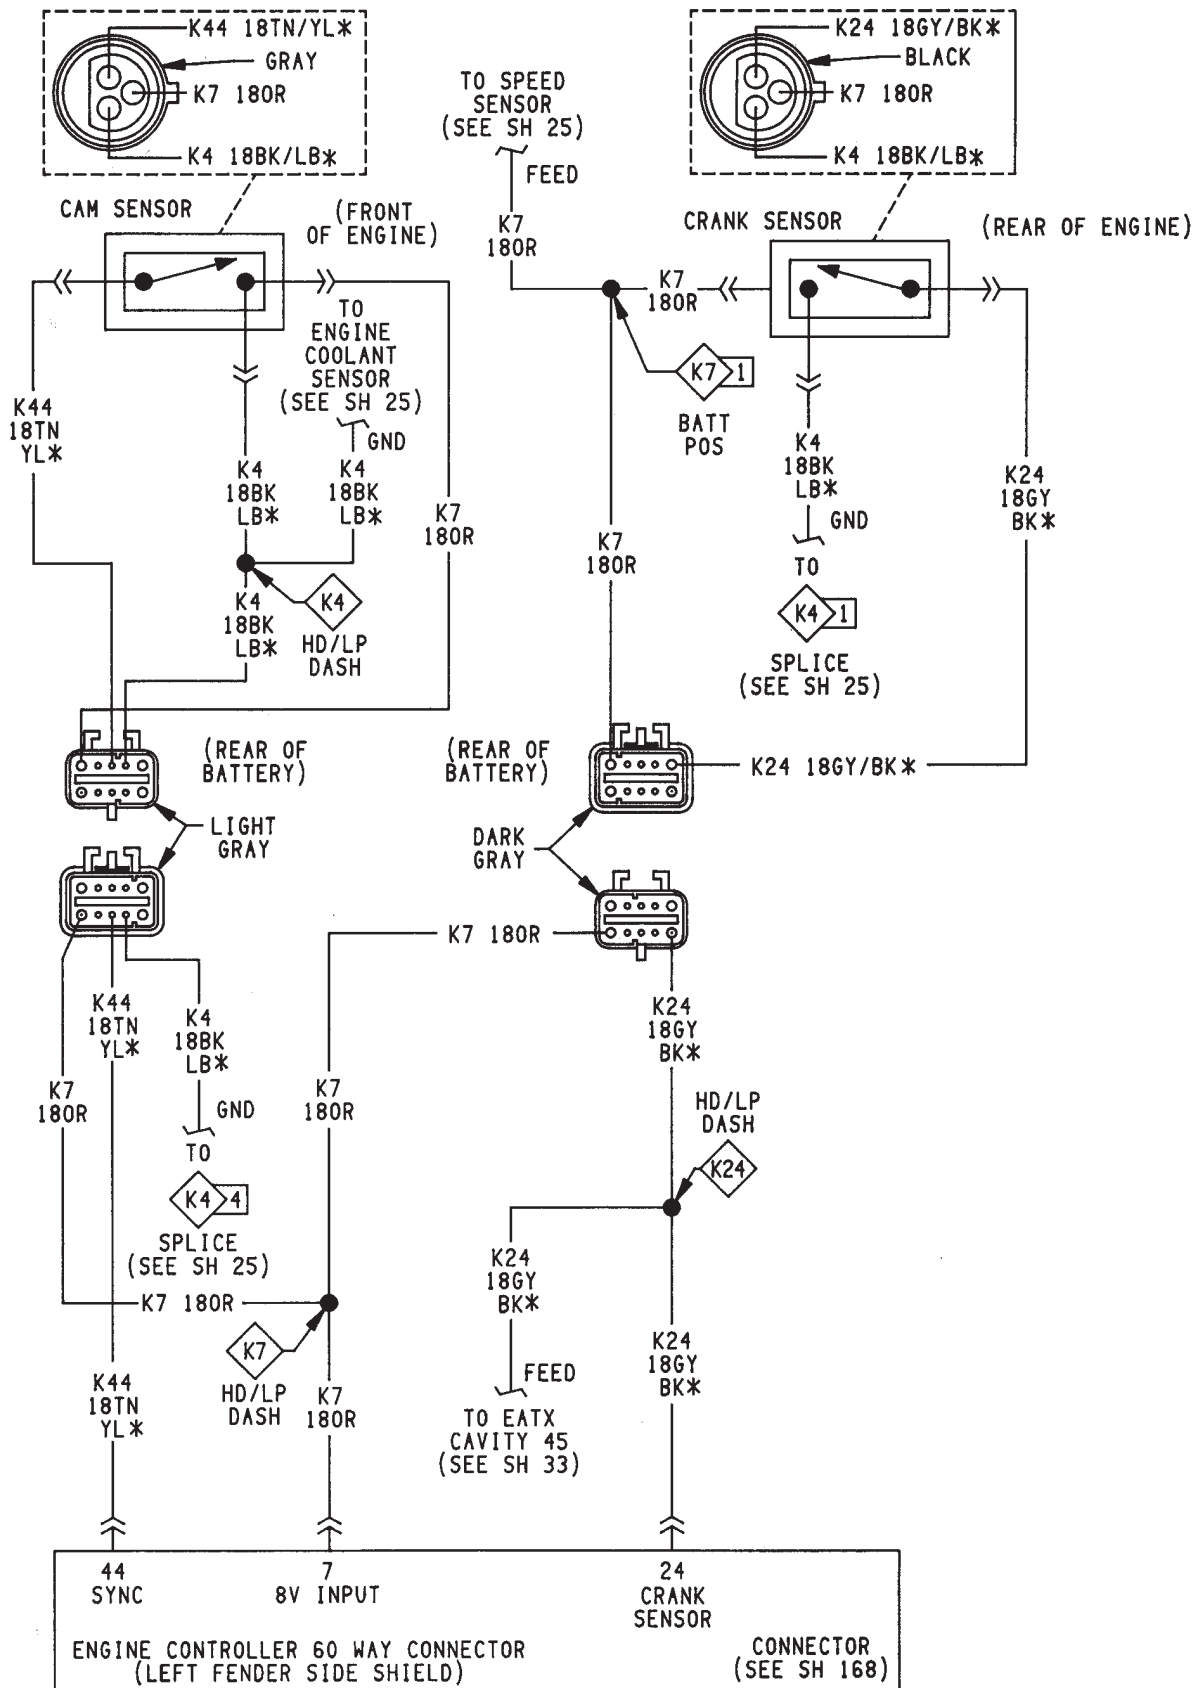 K44 18TN/YL*
GRAY
K7 18OR
K4 18BK/LB*
CAM SENSOR
(FRONT
OF ENGINE)
TO SPEED
SENSOR
(SEE SH 25)
FEED
K7
18OR
K24 18GY/BK*
BLACK
K7 18OR
K4 18BK/LB*
CRANK SENSOR
(REAR OF ENGINE)
K7
18OR
K7 1
BATT
POS
TO
ENGINE
COOLANT
SENSOR
(SEE SH 25)
GND
K44
18TN
YL*
K4
18BK
LB*
K4
18BK
LB*
K7
18OR
K7
18OR
K4
18BK
LB*
GND
TO
K4 1
SPLICE
(SEE SH 25)
K24
18GY
BK*
K4
18BK
LB*
K4
HD/LP
DASH
(REAR OF
BATTERY)
(REAR OF
BATTERY)
K24 18GY/BK*
LIGHT
GRAY
DARK
GRAY
K7 18OR
K44
18TN
YL*
K4
18BK
LB*
K7
18OR
GND
TO
K4 4
SPLICE
(SEE SH 25)
K7
18OR
K24
18GY
BK*
HD/LP
DASH
K24
K7 18OR
K7
HD/LP
DASH
K24
18GY
BK*
FEED
TO EATX
CAVITY 45
(SEE SH 33)
K24
18GY
BK*
K44
18TN
YL*
K7
18OR
44
SYNC
7
8V INPUT
24
CRANK
SENSOR
ENGINE CONTROLLER 60 WAY CONNECTOR
(LEFT FENDER SIDE SHIELD)
CONNECTOR
(SEE SH 168)